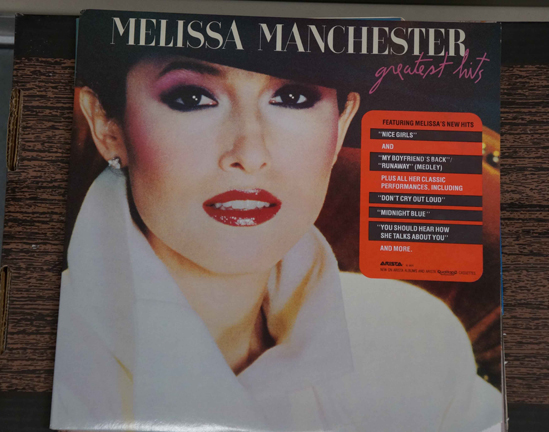 MELISSA MANCHESTER
greatest hits
FEATURING MELISSA'S NEW HITS
"NICE GIRLS"
AND
"MY BOYFRIEND'S BACK"/
"RUNAWAY" (MEDLEY)
PLUS ALL HER CLASSIC
PERFORMANCES, INCLUDING
"DON'T CRY OUT LOUD"
"MIDNIGHT BLUE"
"YOU SHOULD HEAR HOW
SHE TALKS ABOUT YOU"
AND MORE.
ARISTA